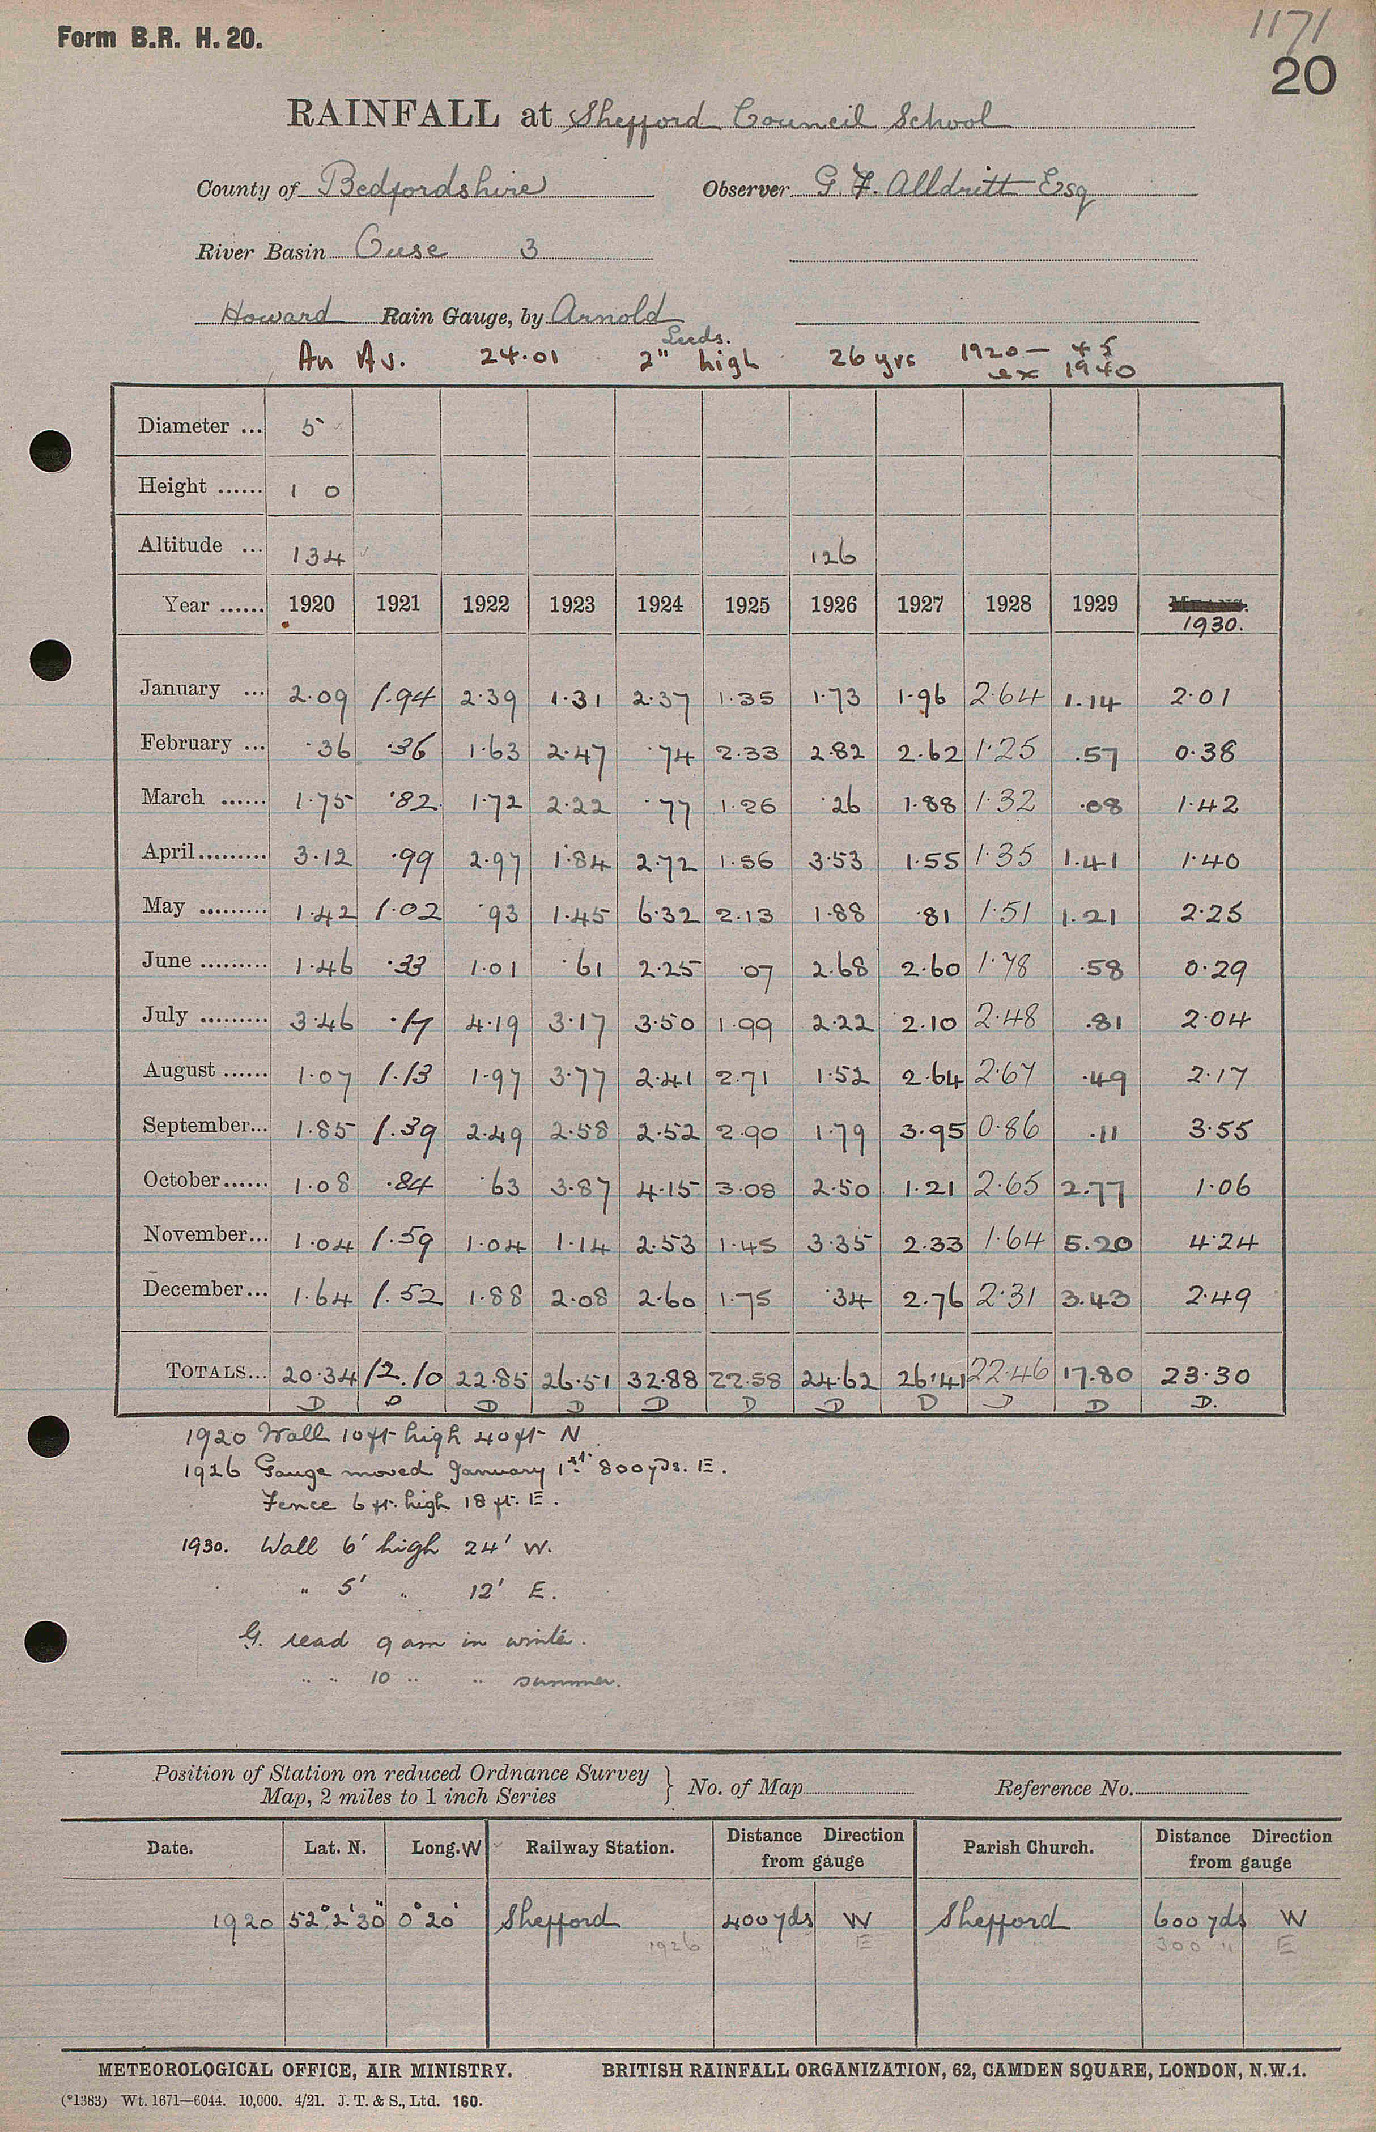 Form B.R. H. 20.
1171
20
RAINFALL at Shefford Council School
County of Bedfordshire Observer G. F. Alldritt Esq
River Basin Ouse 3
Howard Rain Gauge, by Arnold
Leeds.
An Av. 24.01 2" high 26 yrs 1920 - 45
ex 1940
Diameter ... 5
Height ...... 1 0
Altitude ... 134 126
Year ...... 1920 1921 1922 1923 1924 1925 1926 1927 1928 1929
1930.
January ... 2.09 1.94 2.39 1.31 2.37 1.35 1.73 1.96 2.64 1.14 2.01
February ... .36 .36 1.63 2.47 .74 2.33 2.82 2.62 1.25 .57 0.38
March ...... 1.75 .82 1.72 2.22 .77 1.26 .26 1.88 1.32 .08 1.42
April......... 3.12 .99 2.97 1.84 2.72 1.56 3.53 1.55 1.35 1.41 1.40
May ......... 1.42 1.02 .93 1.45 6.32 2.13 1.88 .81 1.51 1.21 2.25
June ......... 1.46 .33 1.01 .61 2.25 .07 2.68 2.60 1.78 .58 0.29
July ......... 3.46 .17 4.19 3.17 3.50 1.99 2.22 2.10 2.48 .81 2.04
August ...... 1.07 1.13 1.97 3.77 2.41 2.71 1.52 2.64 2.67 .49 2.17
September... 1.85 1.39 2.49 2.58 2.52 2.90 1.79 3.95 0.86 .11 3.55
October...... 1.08 .84 .63 3.87 4.15 3.08 2.50 1.21 2.65 2.77 1.06
November... 1.04 1.59 1.04 1.14 2.53 1.45 3.35 2.33 1.64 5.20 4.24
December... 1.64 1.52 1.88 2.08 2.60 1.75 .34 2.76 2.31 3.43 2.49
TOTALS... 20.34 12.10 22.85 26.51 32.88 22.58 24.62 26.41 22.46 17.80 23.30
D D D D D D D D D D D.
1920 Wall 10ft high 40ft N
1926 Gauge moved January 1st 800yds. E.
Fence 6 ft. high 18 ft. E.
1930. Wall 6' high 24' W.
" 5' " 12' E.
G. read 9 am in winter.
" " 10 " " summer.
Position of Station on reduced Ordnance Survey
Map, 2 miles to 1 inch Series } No. of Map Reference No.
Date. Lat. N. Long. W Railway Station. Distance Direction from gauge Parish Church. Distance Direction from gauge
1920 52° 2' 30" 0° 20' Shefford 400 yds W Shefford 600 yds W
1926 " E 300 " E
METEOROLOGICAL OFFICE, AIR MINISTRY. BRITISH RAINFALL ORGANIZATION, 62, CAMDEN SQUARE, LONDON, N.W.1.
(*1383) Wt. 1671—6044. 10,000. 4/21. J. T. & S., Ltd. 160.